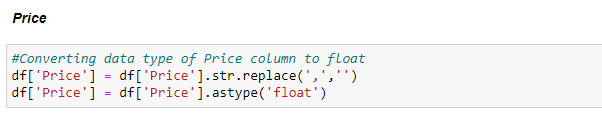 Price
#Converting data type of Price column to float
df['Price'] = df['Price'].str.replace(',','')
df['Price'] = df['Price'].astype('float')